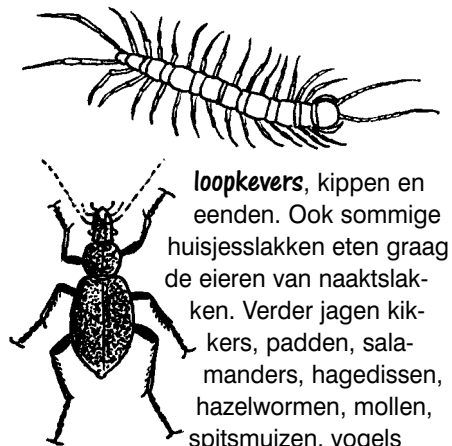 loopkevers, kippen en
eenden. Ook sommige
huisjesslakken eten graag
de eieren van naaktslak-
ken. Verder jagen kik-
kers, padden, sala-
manders, hagedissen,
hazelwormen, mollen,
spitsmuizen, vogels